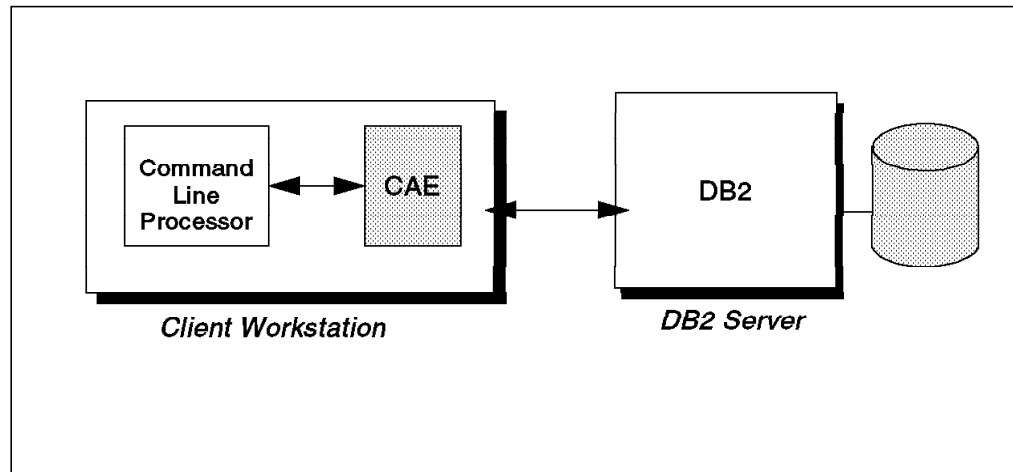 Command
Line
Processor
CAE
DB2
Client Workstation
DB2 Server